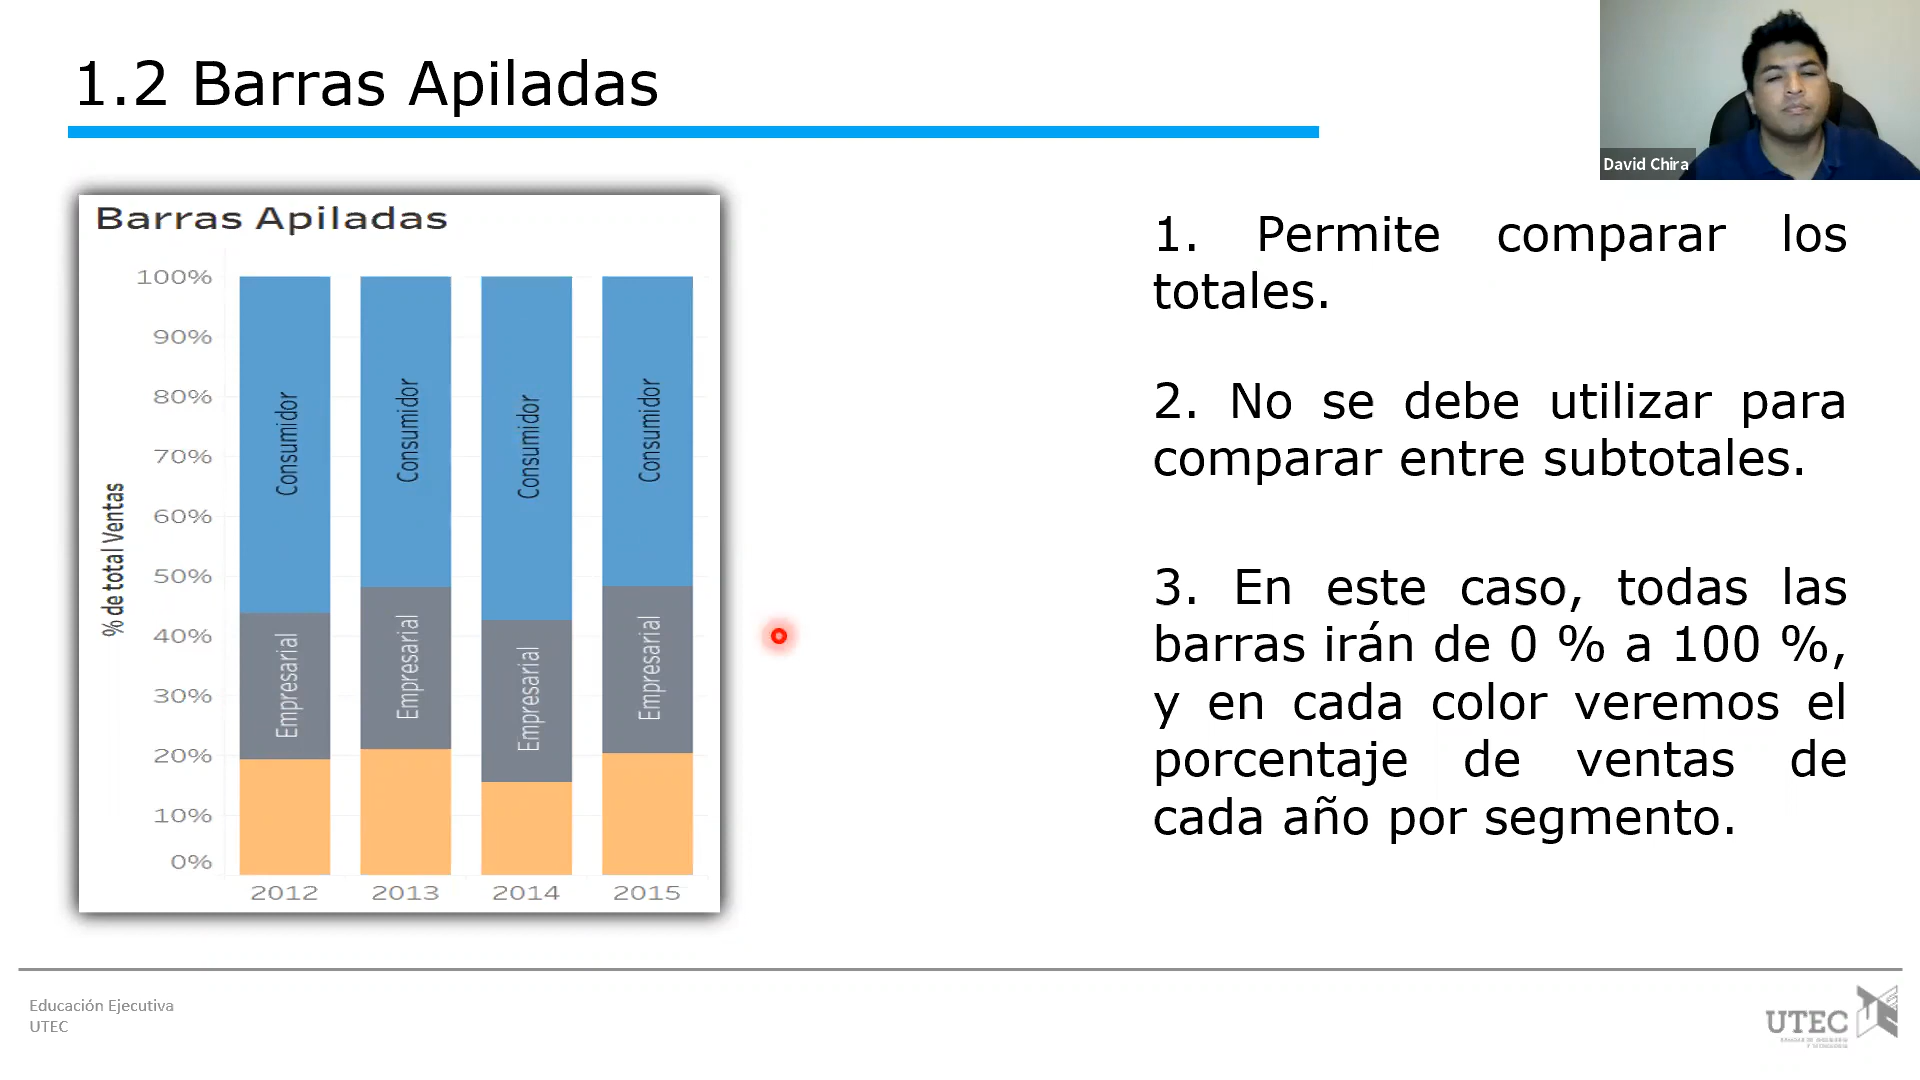 1.2 Barras Apiladas
David Chira
Barras Apiladas
100%
90%
80%
70%
60%
50%
40%
30%
20%
10%
0%
% de total Ventas
Consumidor
Consumidor
Consumidor
Consumidor
Empresarial
Empresarial
Empresarial
Empresarial
2012
2013
2014
2015
1. Permite comparar los
totales.
2. No se debe utilizar para
comparar entre subtotales.
3. En este caso, todas las
barras irán de 0 % a 100 %,
y en cada color veremos el
porcentaje de ventas de
cada año por segmento.
Educación Ejecutiva
UTEC
UTEC